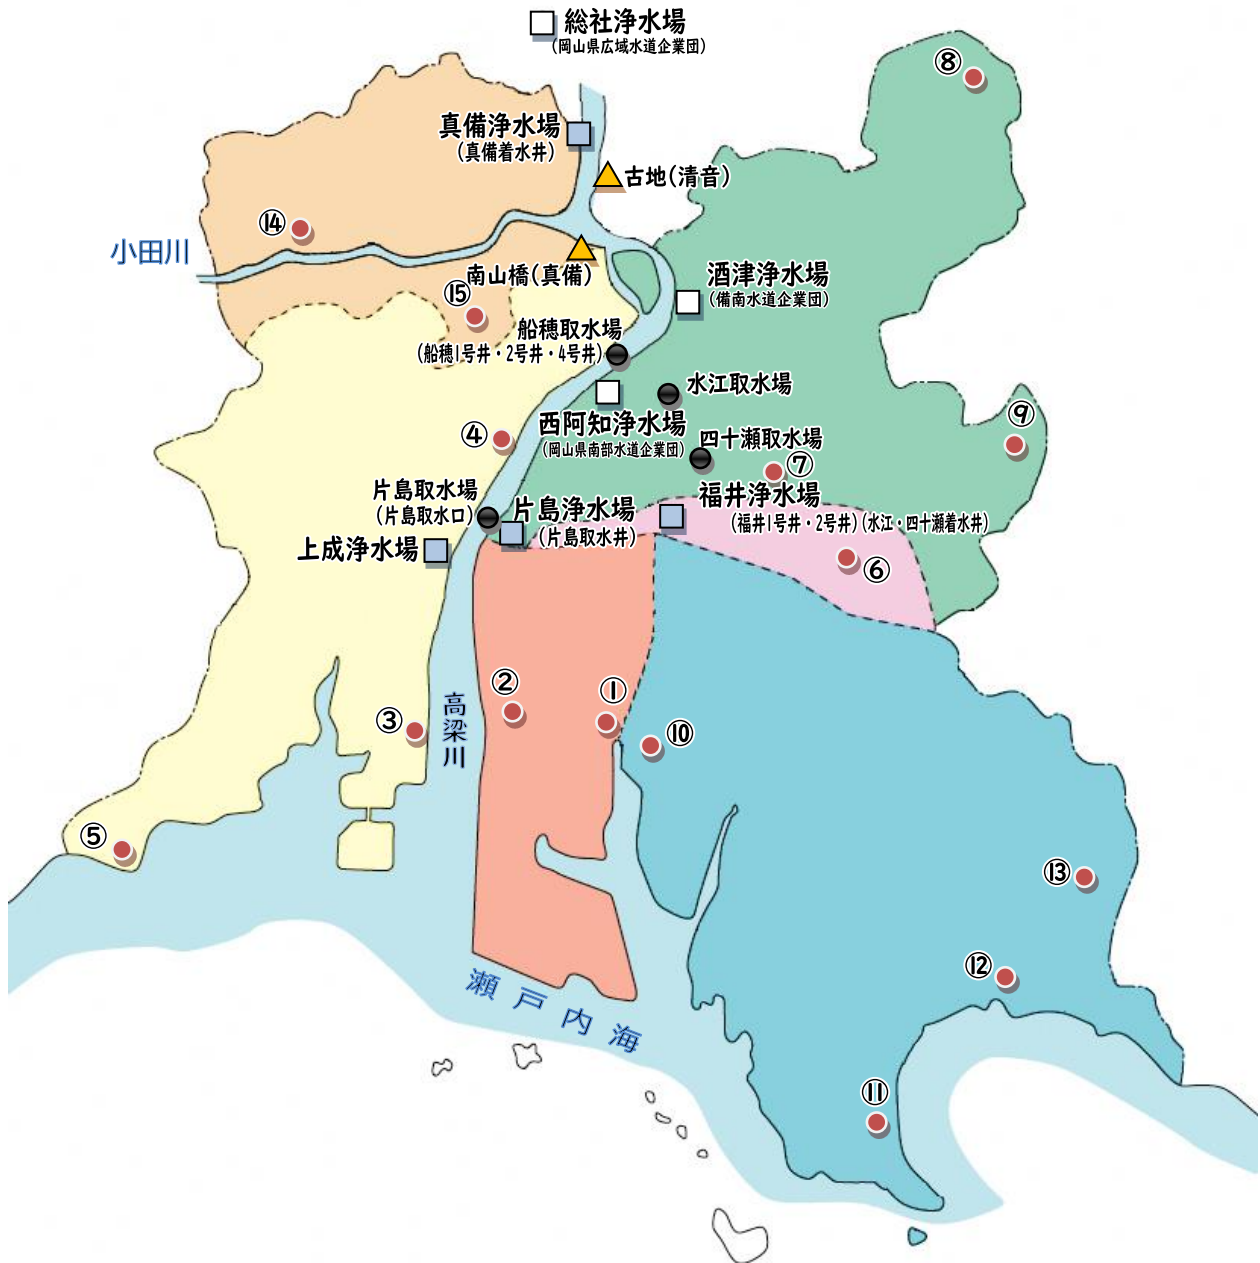 総社浄水場
(岡山県広域水道企業団)
⑧
真備浄水場
(真備着水井)
古地(清音)
⑭
小田川
南山橋(真備)
酒津浄水場
(備南水道企業団)
⑮
船穂取水場
(船穂1号井・2号井・4号井)
水江取水場
⑨
西阿知浄水場
(岡山県南部水道企業団)
④
四十瀬取水場
⑦
片島取水場
(片島取水口)
片島浄水場
(片島取水井)
福井浄水場
(福井1号井・2号井)(水江・四十瀬着水井)
上成浄水場
⑥
②
①
③
高梁川
⑩
⑤
⑬
⑫
瀬戸内海
⑪